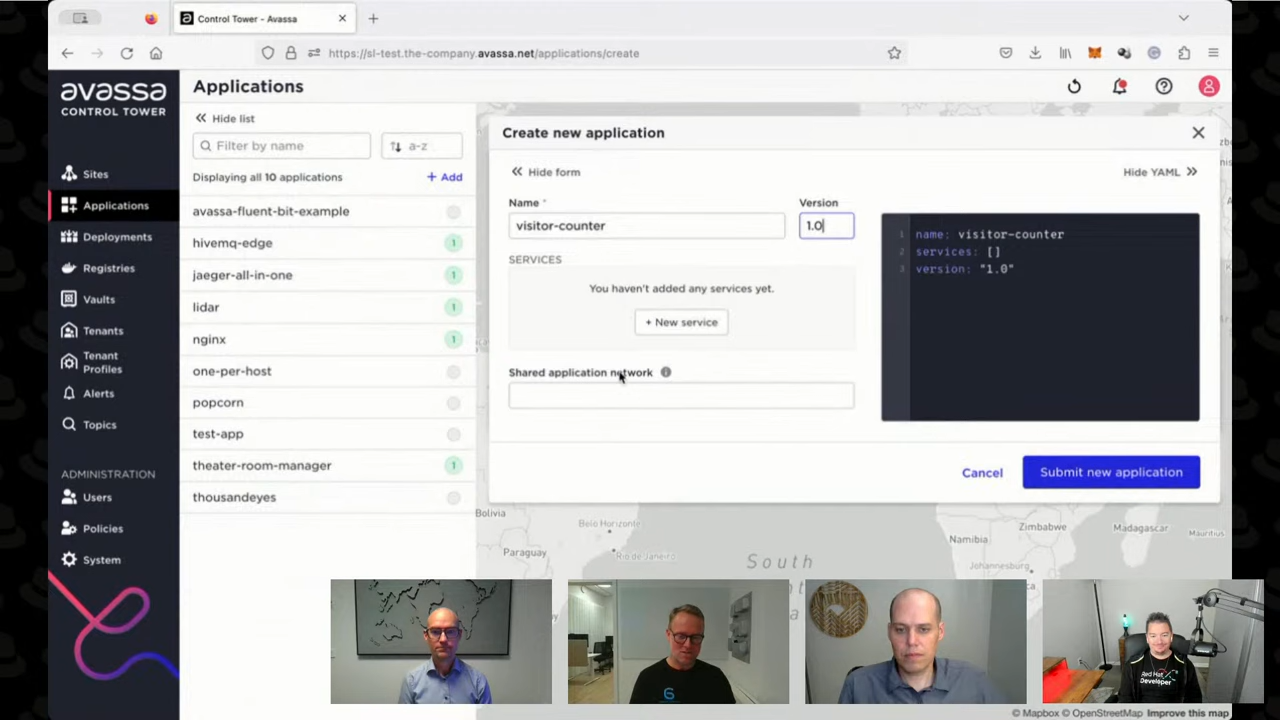 Control Tower - Avassa
https://sl-test.the-company.avassa.net/applications/create
avassa
CONTROL TOWER
Sites
Applications
Deployments
Registries
Vaults
Tenants
Tenant
Profiles
Alerts
Topics
ADMINISTRATION
Users
Policies
System
Applications
Hide list
Filter by name
a-z
Displaying all 10 applications
+ Add
avassa-fluent-bit-example
hivemq-edge 1
jaeger-all-in-one 1
lidar 1
nginx 1
one-per-host
popcorn
test-app
theater-room-manager 1
thousandeyes
Create new application
Hide form
Hide YAML
Name *
Version
visitor-counter
1.0
SERVICES
You haven't added any services yet.
+ New service
Shared application network
1 name: visitor-counter
2 services: []
3 version: "1.0"
Cancel
Submit new application
Bolivia
Belo Horizonte
Paraguay
Rio de Janeiro
South
Zimbabwe
Namibia
Madagascar
Mauritius
Johannesburg
Red Hat
Developer
© Mapbox © OpenStreetMap Improve this map